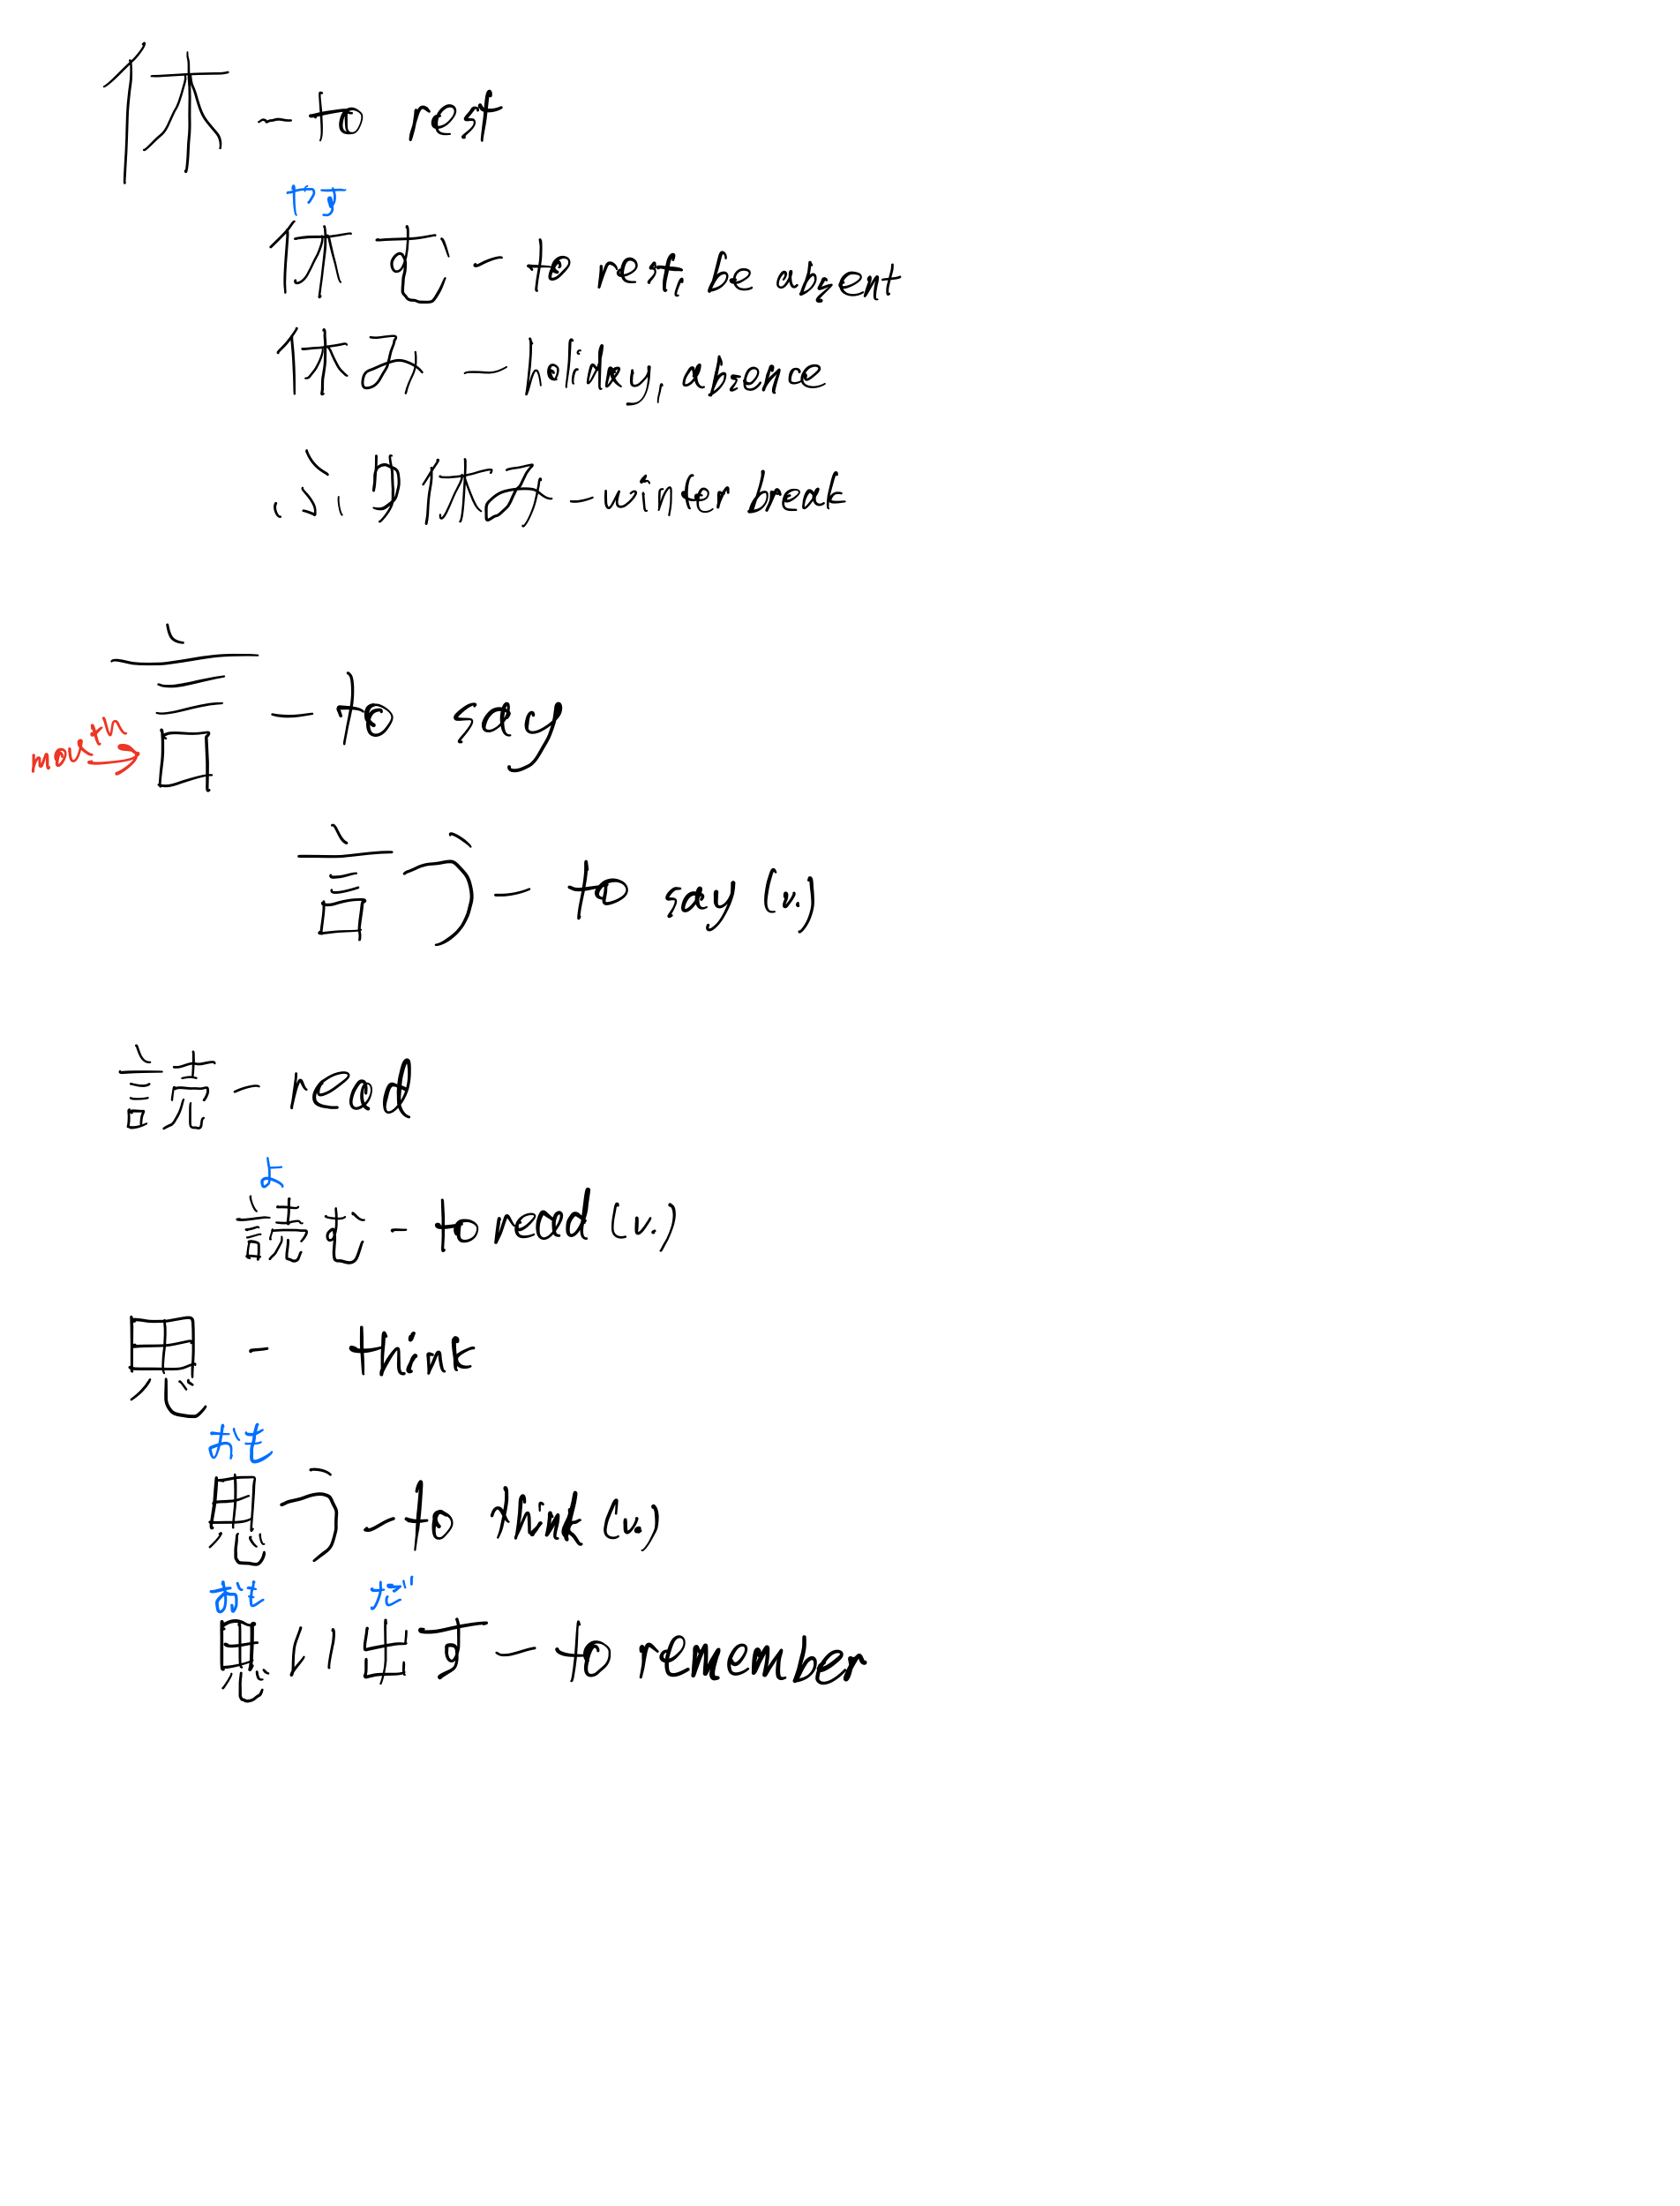 休 - to rest
やす
休む - to rest, be absent
休み - holiday, absence
ふゆ休み - winter break
言 - to say
mouth
言う - to say (v.)
読 - read
よ
読む - to read (v.)
思 - think
おも
思う - to think (v.)
おも だ
思い出す - to remember